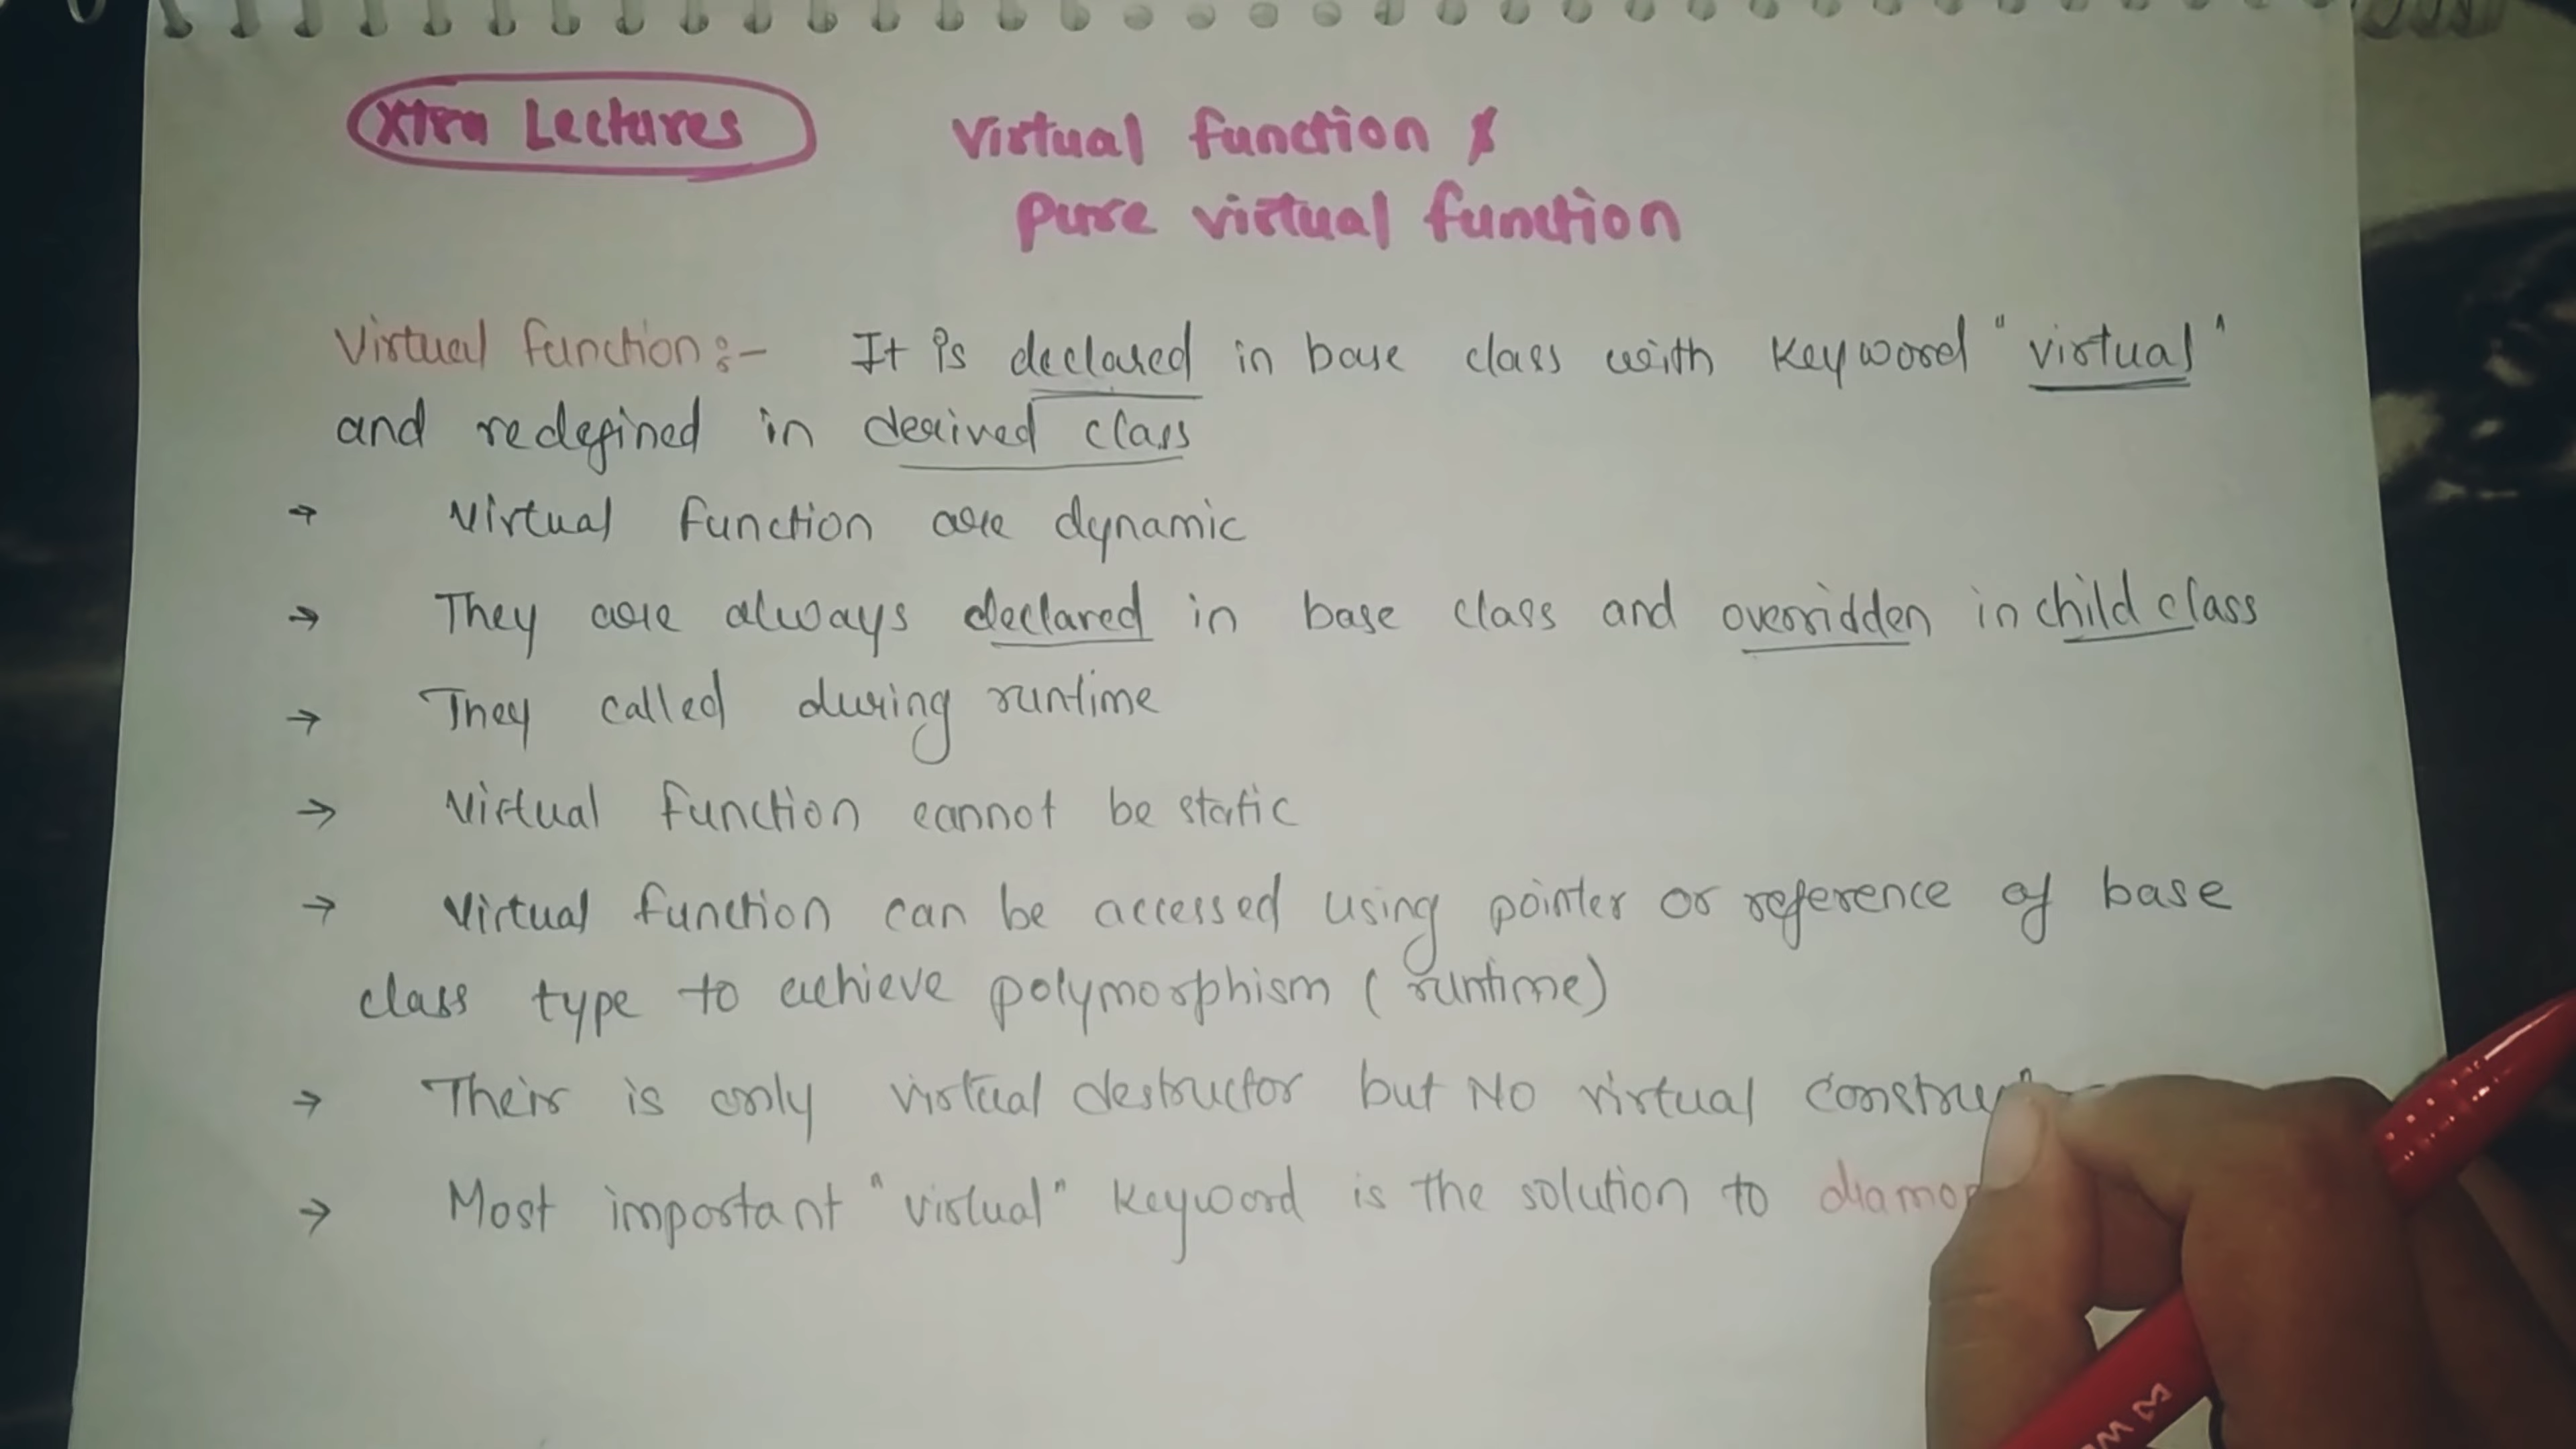 Xtra Lectures
Virtual function &
pure virtual function
Virtual function :- It is declared in base class with keyword "virtual"
and redefined in derived class
→ Virtual function are dynamic
→ They are always declared in base class and overridden in child class
→ They called during runtime
→ Virtual function cannot be static
→ Virtual function can be accessed using pointer or reference of base
class type to achieve polymorphism (runtime)
→ Their is only virtual destructor but NO virtual
→ Most important "virtual" keyword is the solution to